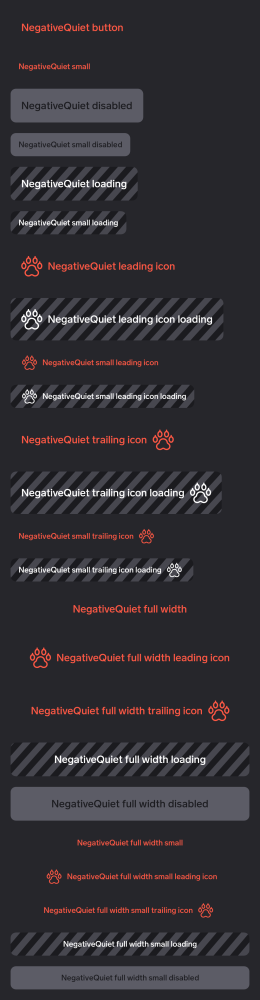 NegativeQuiet button
NegativeQuiet small
NegativeQuiet disabled
NegativeQuiet small disabled
NegativeQuiet loading
NegativeQuiet small loading
NegativeQuiet leading icon
NegativeQuiet leading icon loading
NegativeQuiet small leading icon
NegativeQuiet small leading icon loading
NegativeQuiet trailing icon
NegativeQuiet trailing icon loading
NegativeQuiet small trailing icon
NegativeQuiet small trailing icon loading
NegativeQuiet full width
NegativeQuiet full width leading icon
NegativeQuiet full width trailing icon
NegativeQuiet full width loading
NegativeQuiet full width disabled
NegativeQuiet full width small
NegativeQuiet full width small leading icon
NegativeQuiet full width small trailing icon
NegativeQuiet full width small loading
NegativeQuiet full width small disabled